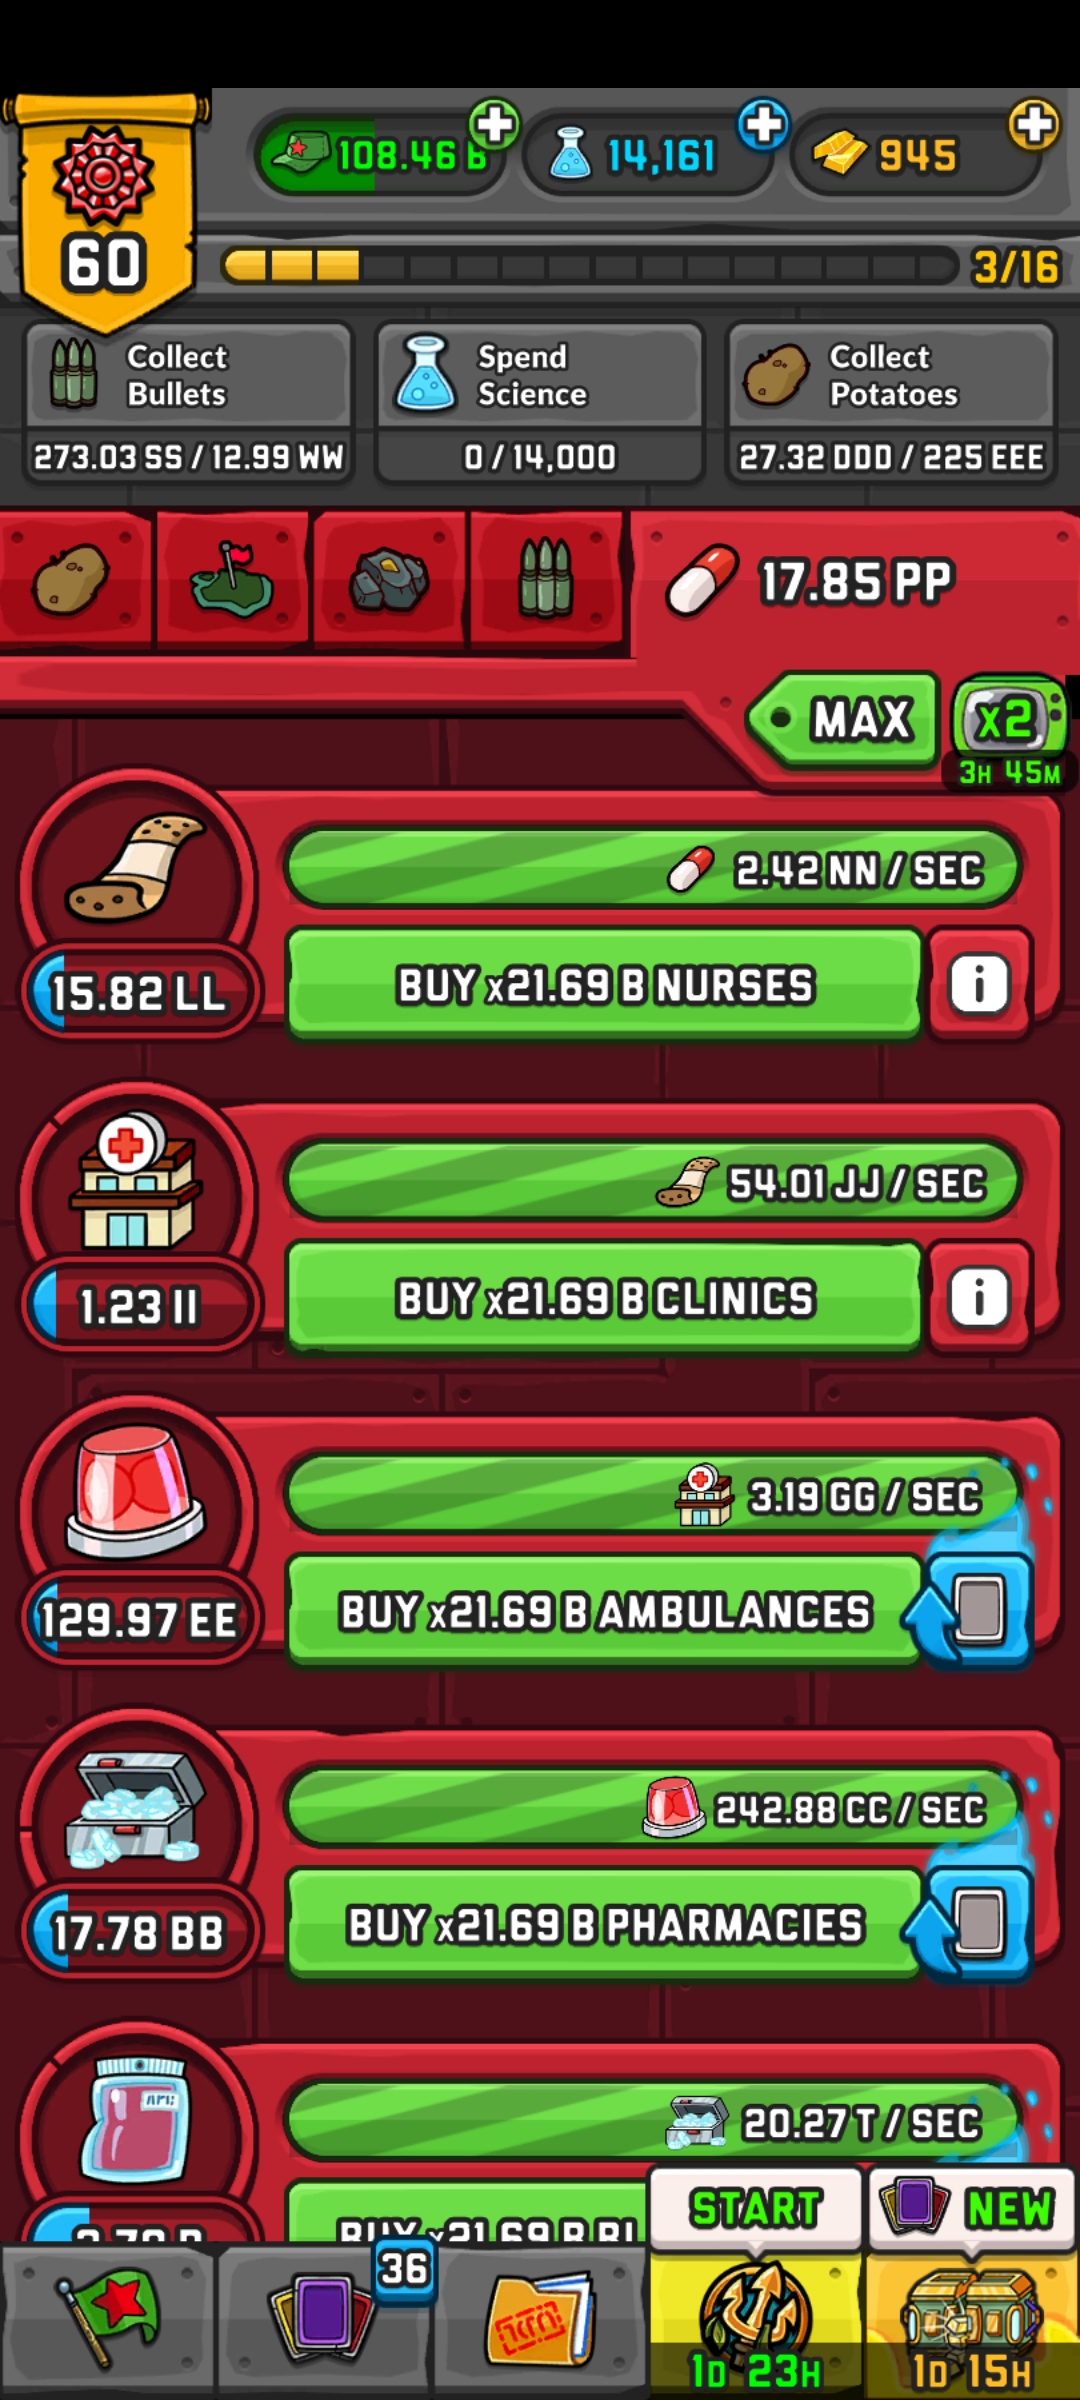 108.46 B
14,161
945
60
3/16
Collect
Bullets
273.03 SS / 12.99 WW
Spend
Science
0 / 14,000
Collect
Potatoes
27.32 DDD / 225 EEE
17.85 PP
MAX
x2
3H 45M
2.42 NN / SEC
15.82 LL
BUY x21.69 B NURSES
i
54.01 JJ / SEC
1.23 II
BUY x21.69 B CLINICS
i
3.19 GG / SEC
129.97 EE
BUY x21.69 B AMBULANCES
242.88 CC / SEC
17.78 BB
BUY x21.69 B PHARMACIES
20.27 T / SEC
BUY x21.69 B
START
NEW
36
1D 23H
1D 15H